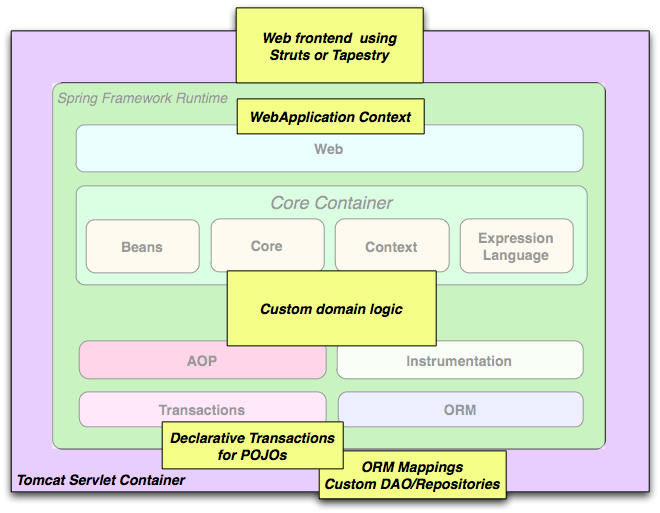 Web frontend using
Struts or Tapestry
Spring Framework Runtime
WebApplication Context
Web
Core Container
Beans
Core
Context
Expression
Language
Custom domain logic
AOP
Instrumentation
Transactions
ORM
Declarative Transactions
for POJOs
ORM Mappings
Custom DAO/Repositories
Tomcat Servlet Container